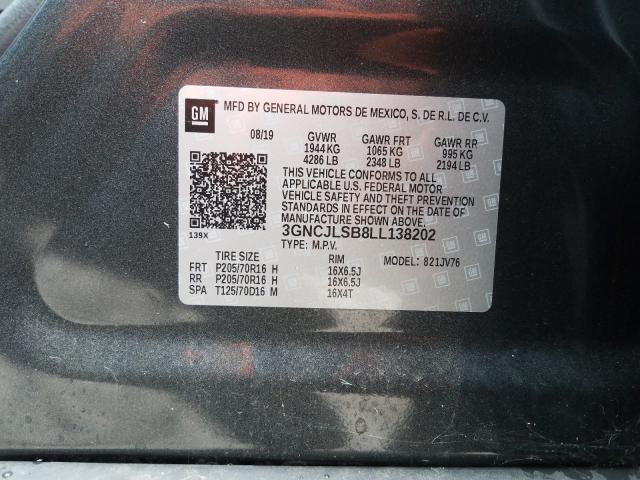 GM
MFD BY GENERAL MOTORS DE MEXICO, S. DE R.L. DE C.V.
08/19 GVWR GAWR FRT GAWR RR
1944 KG 1065 KG 995 KG
4286 LB 2348 LB 2194 LB
THIS VEHICLE CONFORMS TO ALL
APPLICABLE U.S. FEDERAL MOTOR
VEHICLE SAFETY AND THEFT PREVENTION
STANDARDS IN EFFECT ON THE DATE OF
MANUFACTURE SHOWN ABOVE.
139X
3GNCJLSB8LL138202
TYPE: M.P.V.
TIRE SIZE RIM MODEL: 821JV76
FRT P205/70R16 H 16X6.5J
RR P205/70R16 H 16X6.5J
SPA T125/70D16 M 16X4T